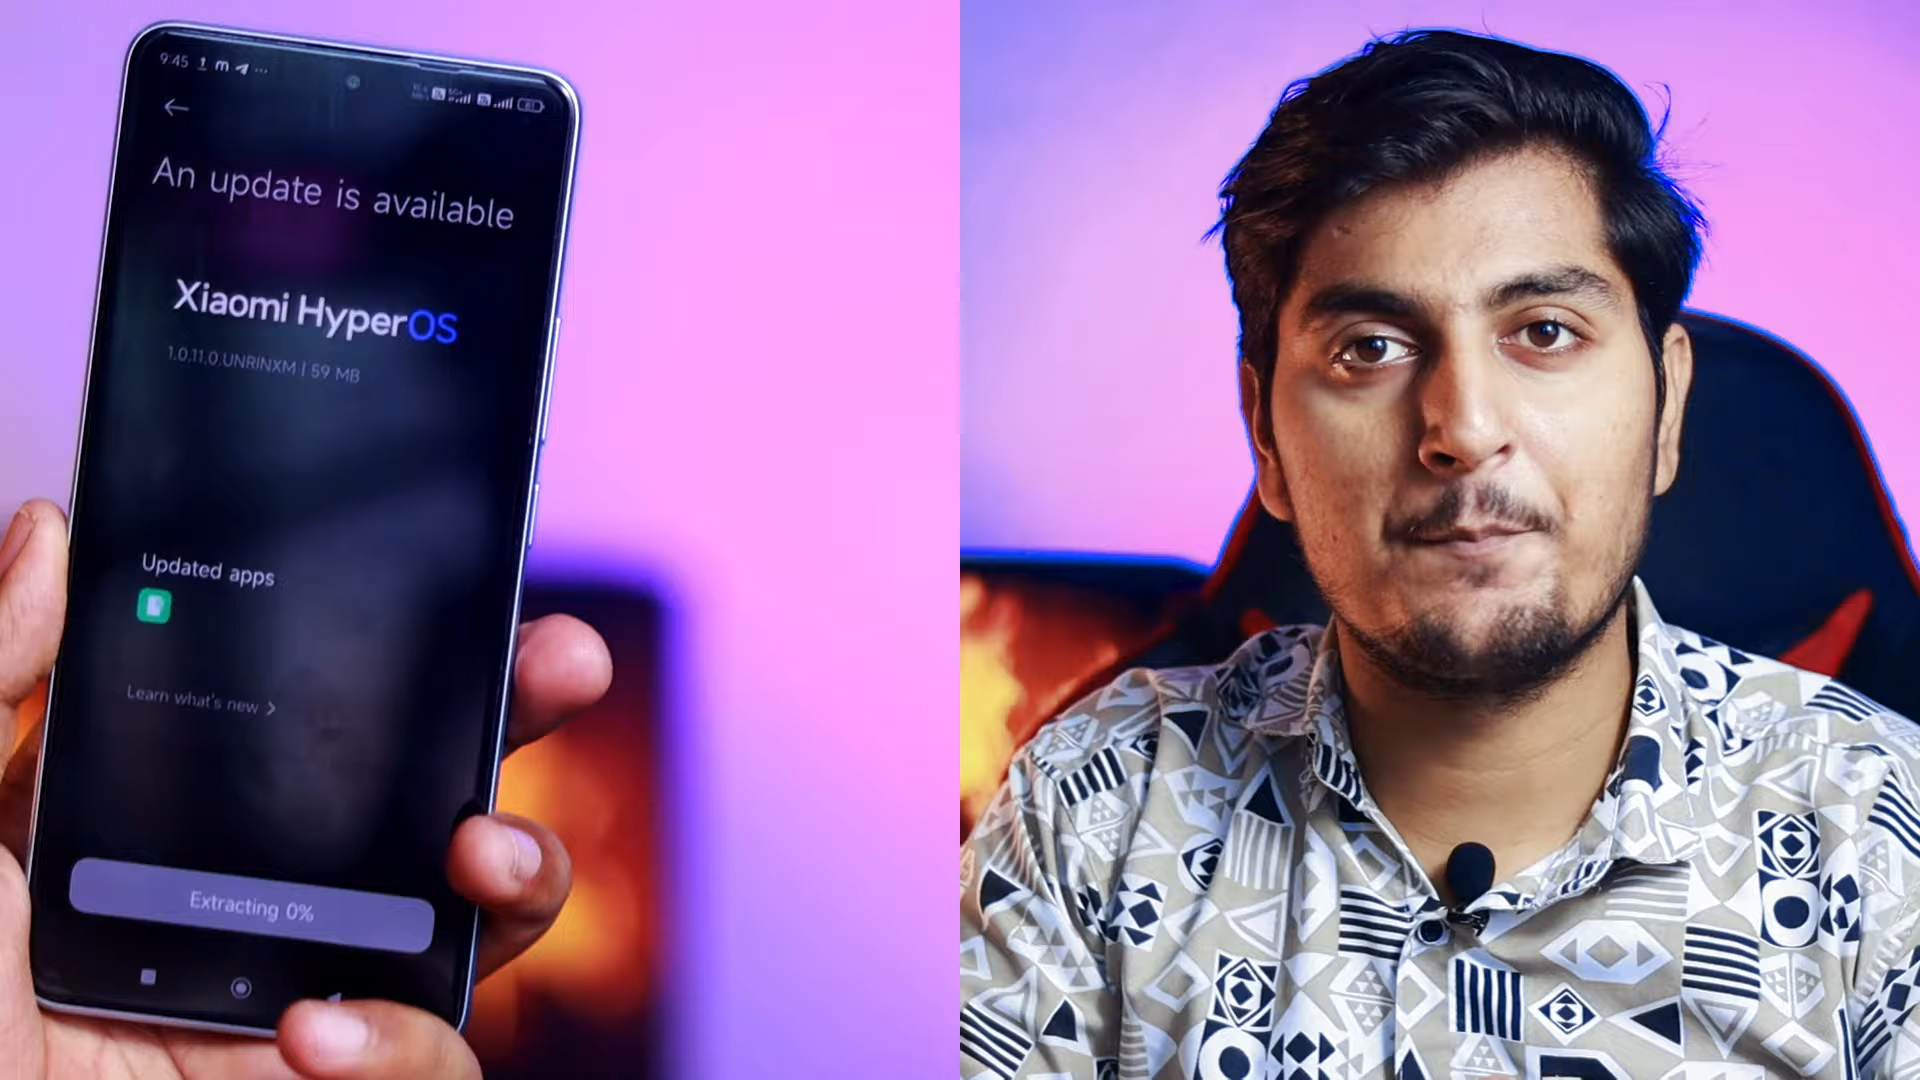 9:45
An update is available
Xiaomi HyperOS
1.0.11.0.UNRINXM | 59 MB
Updated apps
Learn what's new >
Extracting 0%